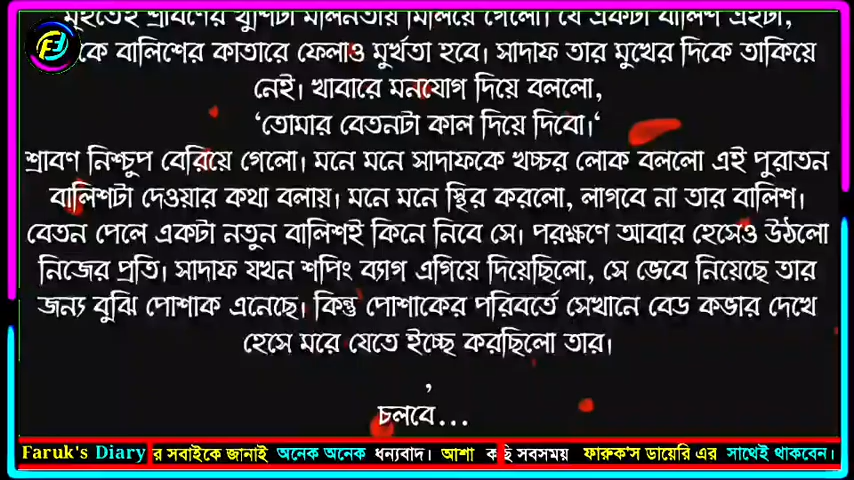 মুহূর্তেই শ্রাবণের খুশিটা মলিনতায় মিলিয়ে গেলো। যে একটা বালিশ এইটা,
কে বালিশের কাতারে ফেলাও মুর্খতা হবে। সাদাফ তার মুখের দিকে তাকিয়ে
নেই। খাবারে মনযোগ দিয়ে বললো,
‘তোমার বেতনটা কাল দিয়ে দিবো।‘
শ্রাবণ নিশ্চুপ বেরিয়ে গেলো। মনে মনে সাদাফকে খচ্চর লোক বললো এই পুরাতন
বালিশটা দেওয়ার কথা বলায়। মনে মনে স্থির করলো, লাগবে না তার বালিশ।
বেতন পেলে একটা নতুন বালিশই কিনে নিবে সে। পরক্ষণে আবার হেসেও উঠলো
নিজের প্রতি। সাদাফ যখন শপিং ব্যাগ এগিয়ে দিয়েছিলো, সে ভেবে নিয়েছে তার
জন্য বুঝি পোশাক এনেছে। কিন্তু পোশাকের পরিবর্তে সেখানে বেড কভার দেখে
হেসে মরে যেতে ইচ্ছে করছিলো তার।
,
চলবে...
Faruk's Diary র সবাইকে জানাই অনেক অনেক ধন্যবাদ। আশা সবসময় ফারুক'স ডায়েরি এর সাথেই থাকবেন।